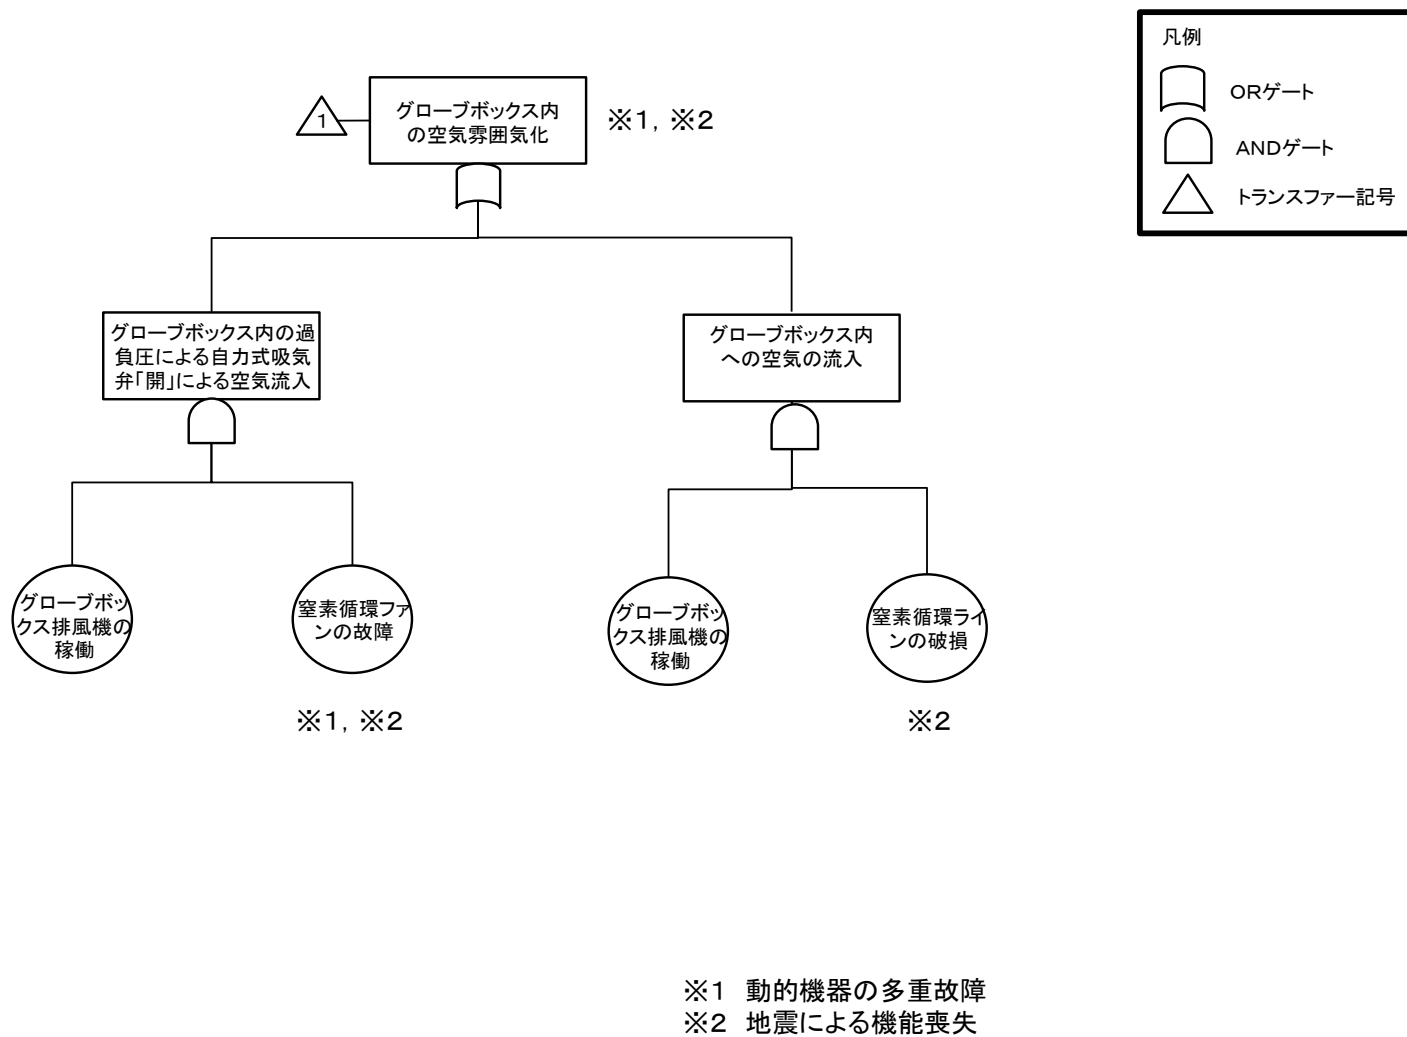 凡例
ORゲート
ANDゲート
トランスファー記号
1
グローブボックス内
の空気雰囲気化
※1, ※2
グローブボックス内の過
負圧による自力式吸気
弁「開」による空気流入
グローブボックス内
への空気の流入
グローブボッ
クス排風機の
稼働
窒素循環ファ
ンの故障
グローブボッ
クス排風機の
稼働
窒素循環ライ
ンの破損
※1, ※2
※2
※1 動的機器の多重故障
※2 地震による機能喪失